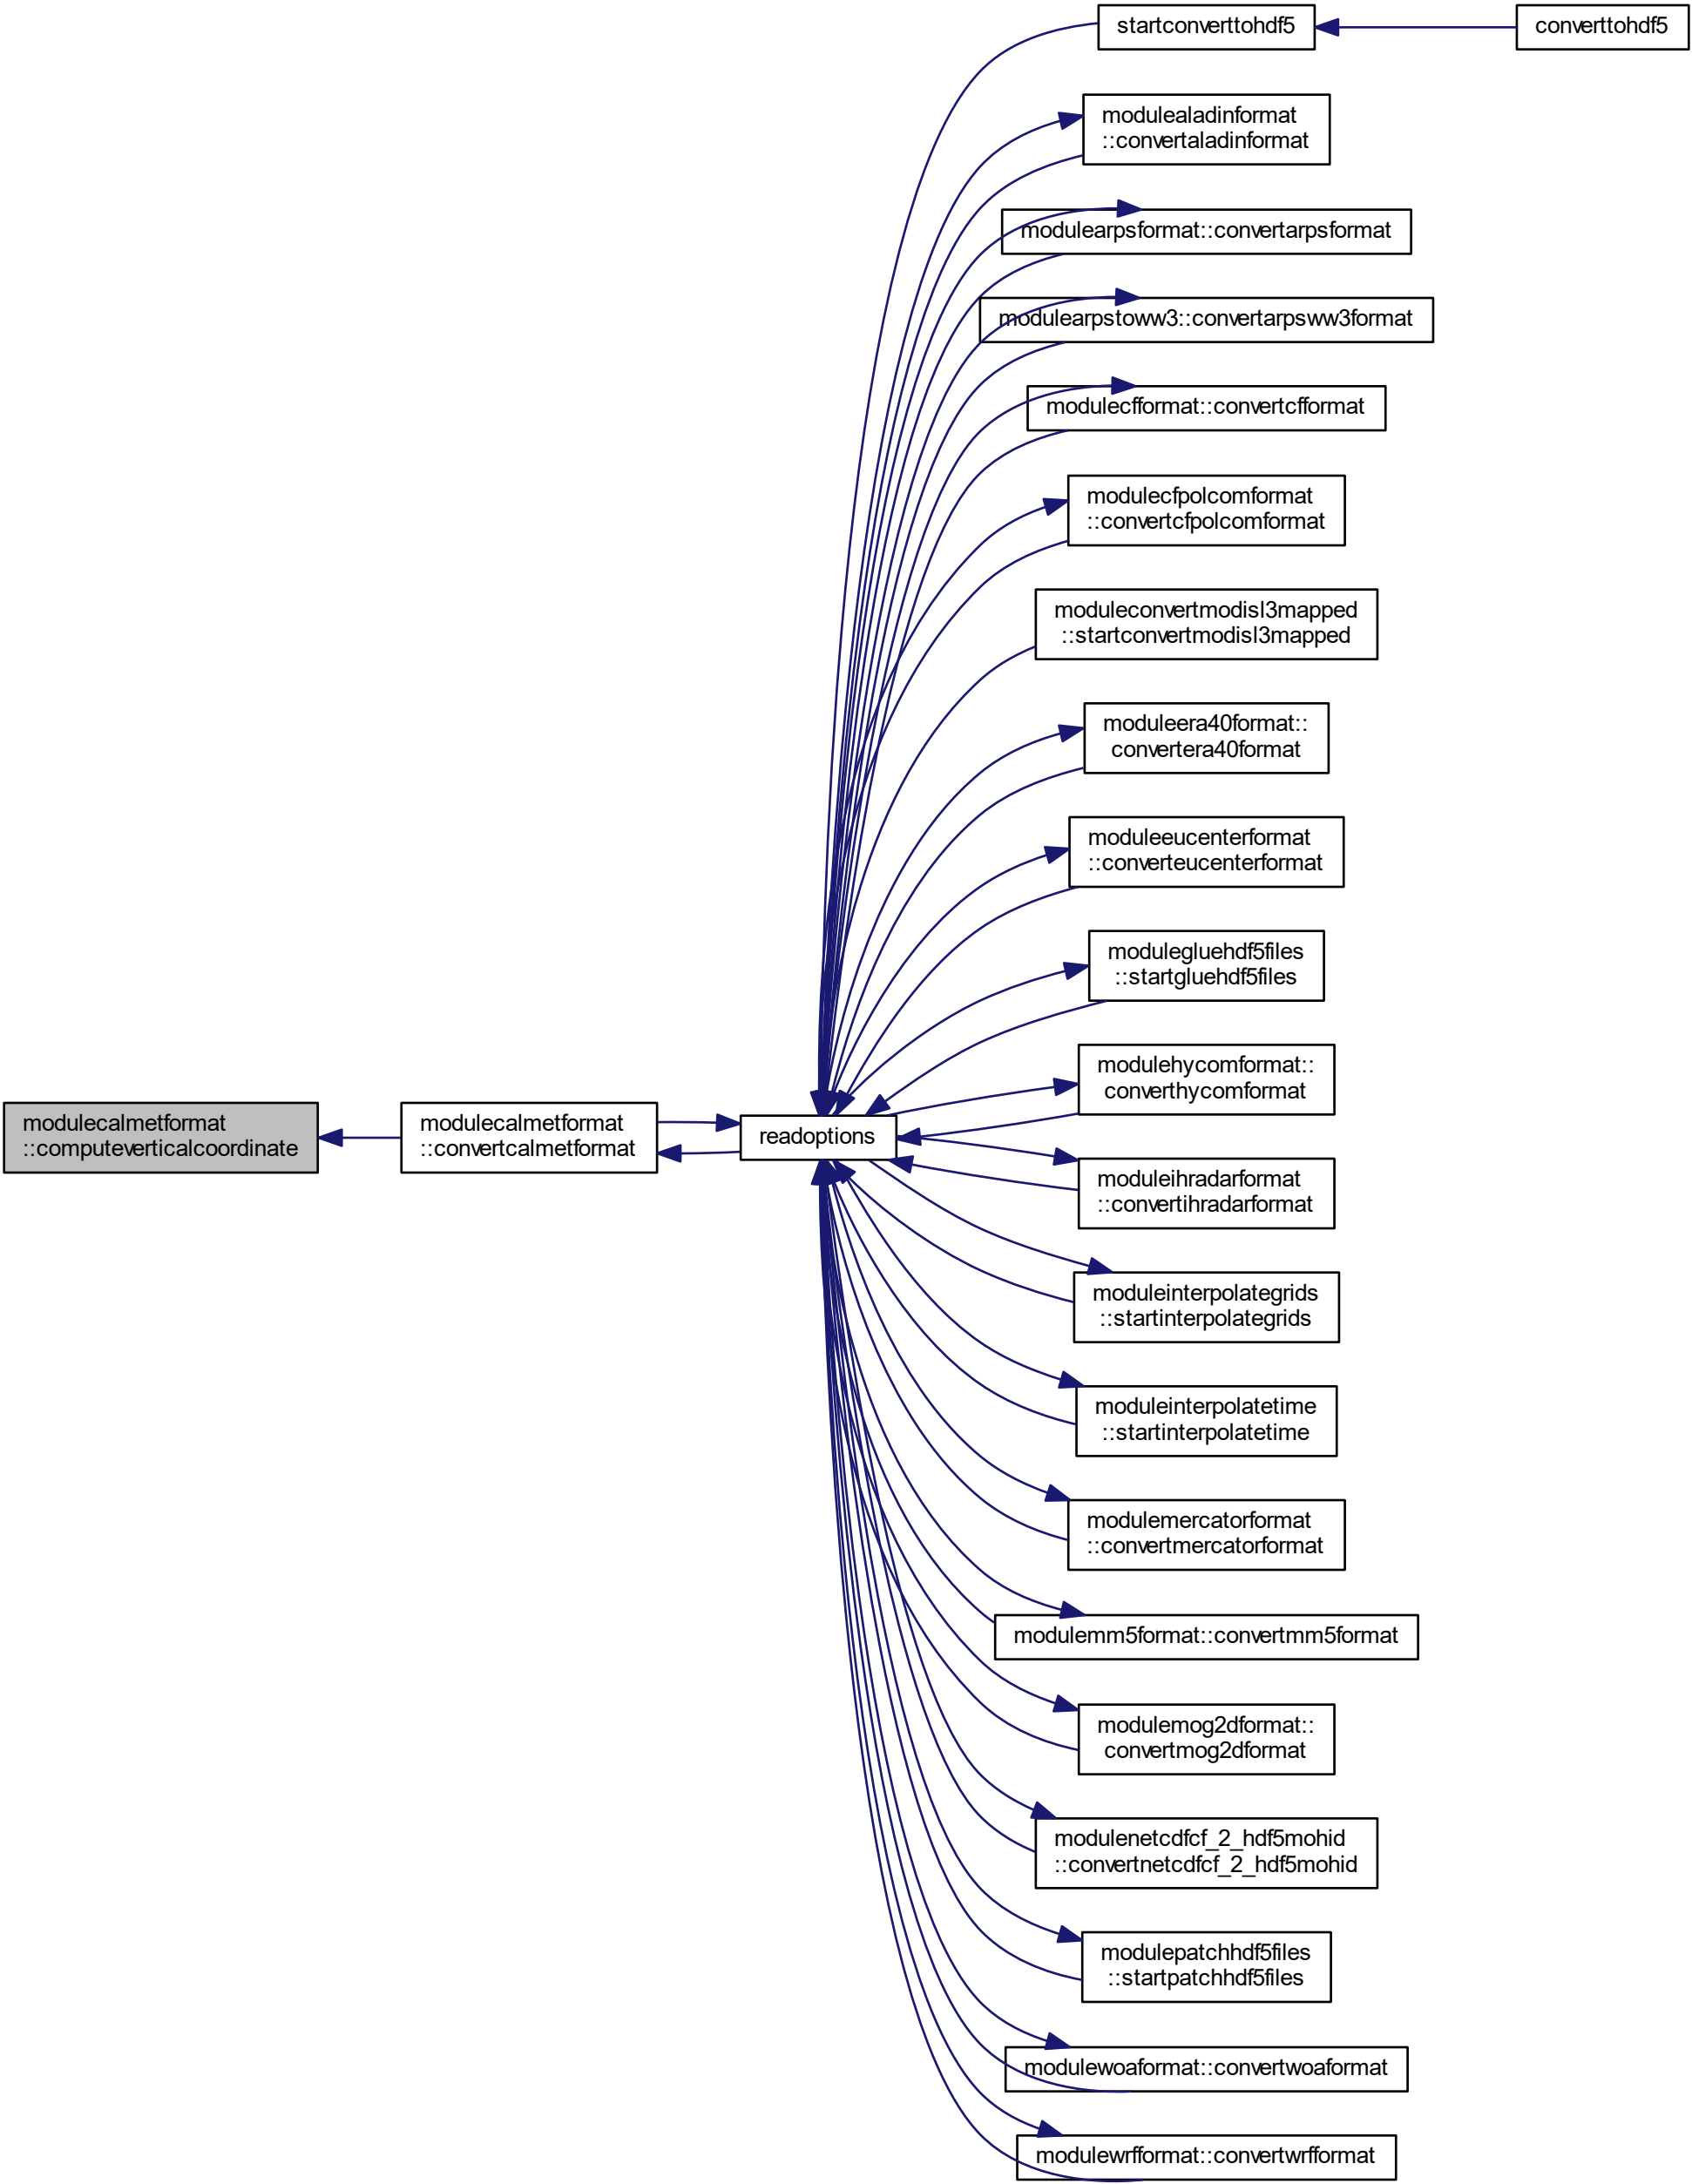 startconverttohdf5
converttohdf5
modulealadinformat
::convertaladinformat
modulearpsformat::convertarpsformat
modulearpstoww3::convertarpsww3format
modulecfformat::convertcfformat
modulecfpolcomformat
::convertcfpolcomformat
moduleconvertmodisl3mapped
::startconvertmodisl3mapped
moduleera40format::
convertera40format
moduleeucenterformat
::converteucenterformat
modulegluehdf5files
::startgluehdf5files
modulehycomformat::
converthycomformat
modulecalmetformat
::computeverticalcoordinate
modulecalmetformat
::convertcalmetformat
readoptions
moduleihradarformat
::convertihradarformat
moduleinterpolategrids
::startinterpolategrids
moduleinterpolatetime
::startinterpolatetime
modulemercatorformat
::convertmercatorformat
modulemm5format::convertmm5format
modulemog2dformat::
convertmog2dformat
modulenetcdfcf_2_hdf5mohid
::convertnetcdfcf_2_hdf5mohid
modulepatchhdf5files
::startpatchhdf5files
modulewoaformat::convertwoaformat
modulewrfformat::convertwrfformat